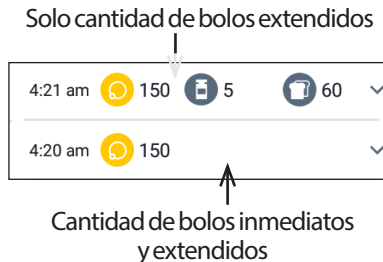 Solo cantidad de bolos extendidos
4:21 am 150 5 60
4:20 am 150
Cantidad de bolos inmediatos
y extendidos